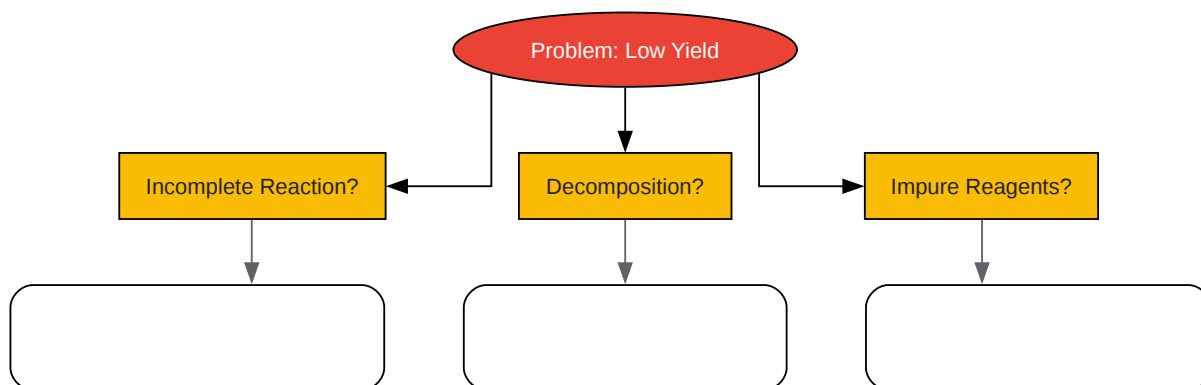 Problem: Low Yield
Incomplete Reaction?
Decomposition?
Impure Reagents?